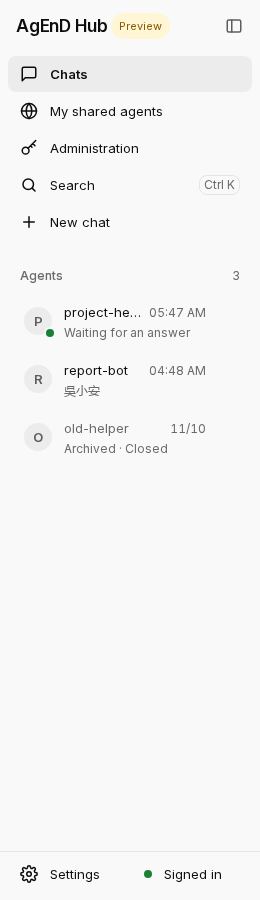 AgEnD Hub Preview
Chats
My shared agents
Administration
Search Ctrl K
New chat
Agents 3
P project-he... 05:47 AM
Waiting for an answer
R report-bot 04:48 AM
吳小安
O old-helper 11/10
Archived · Closed
Settings Signed in